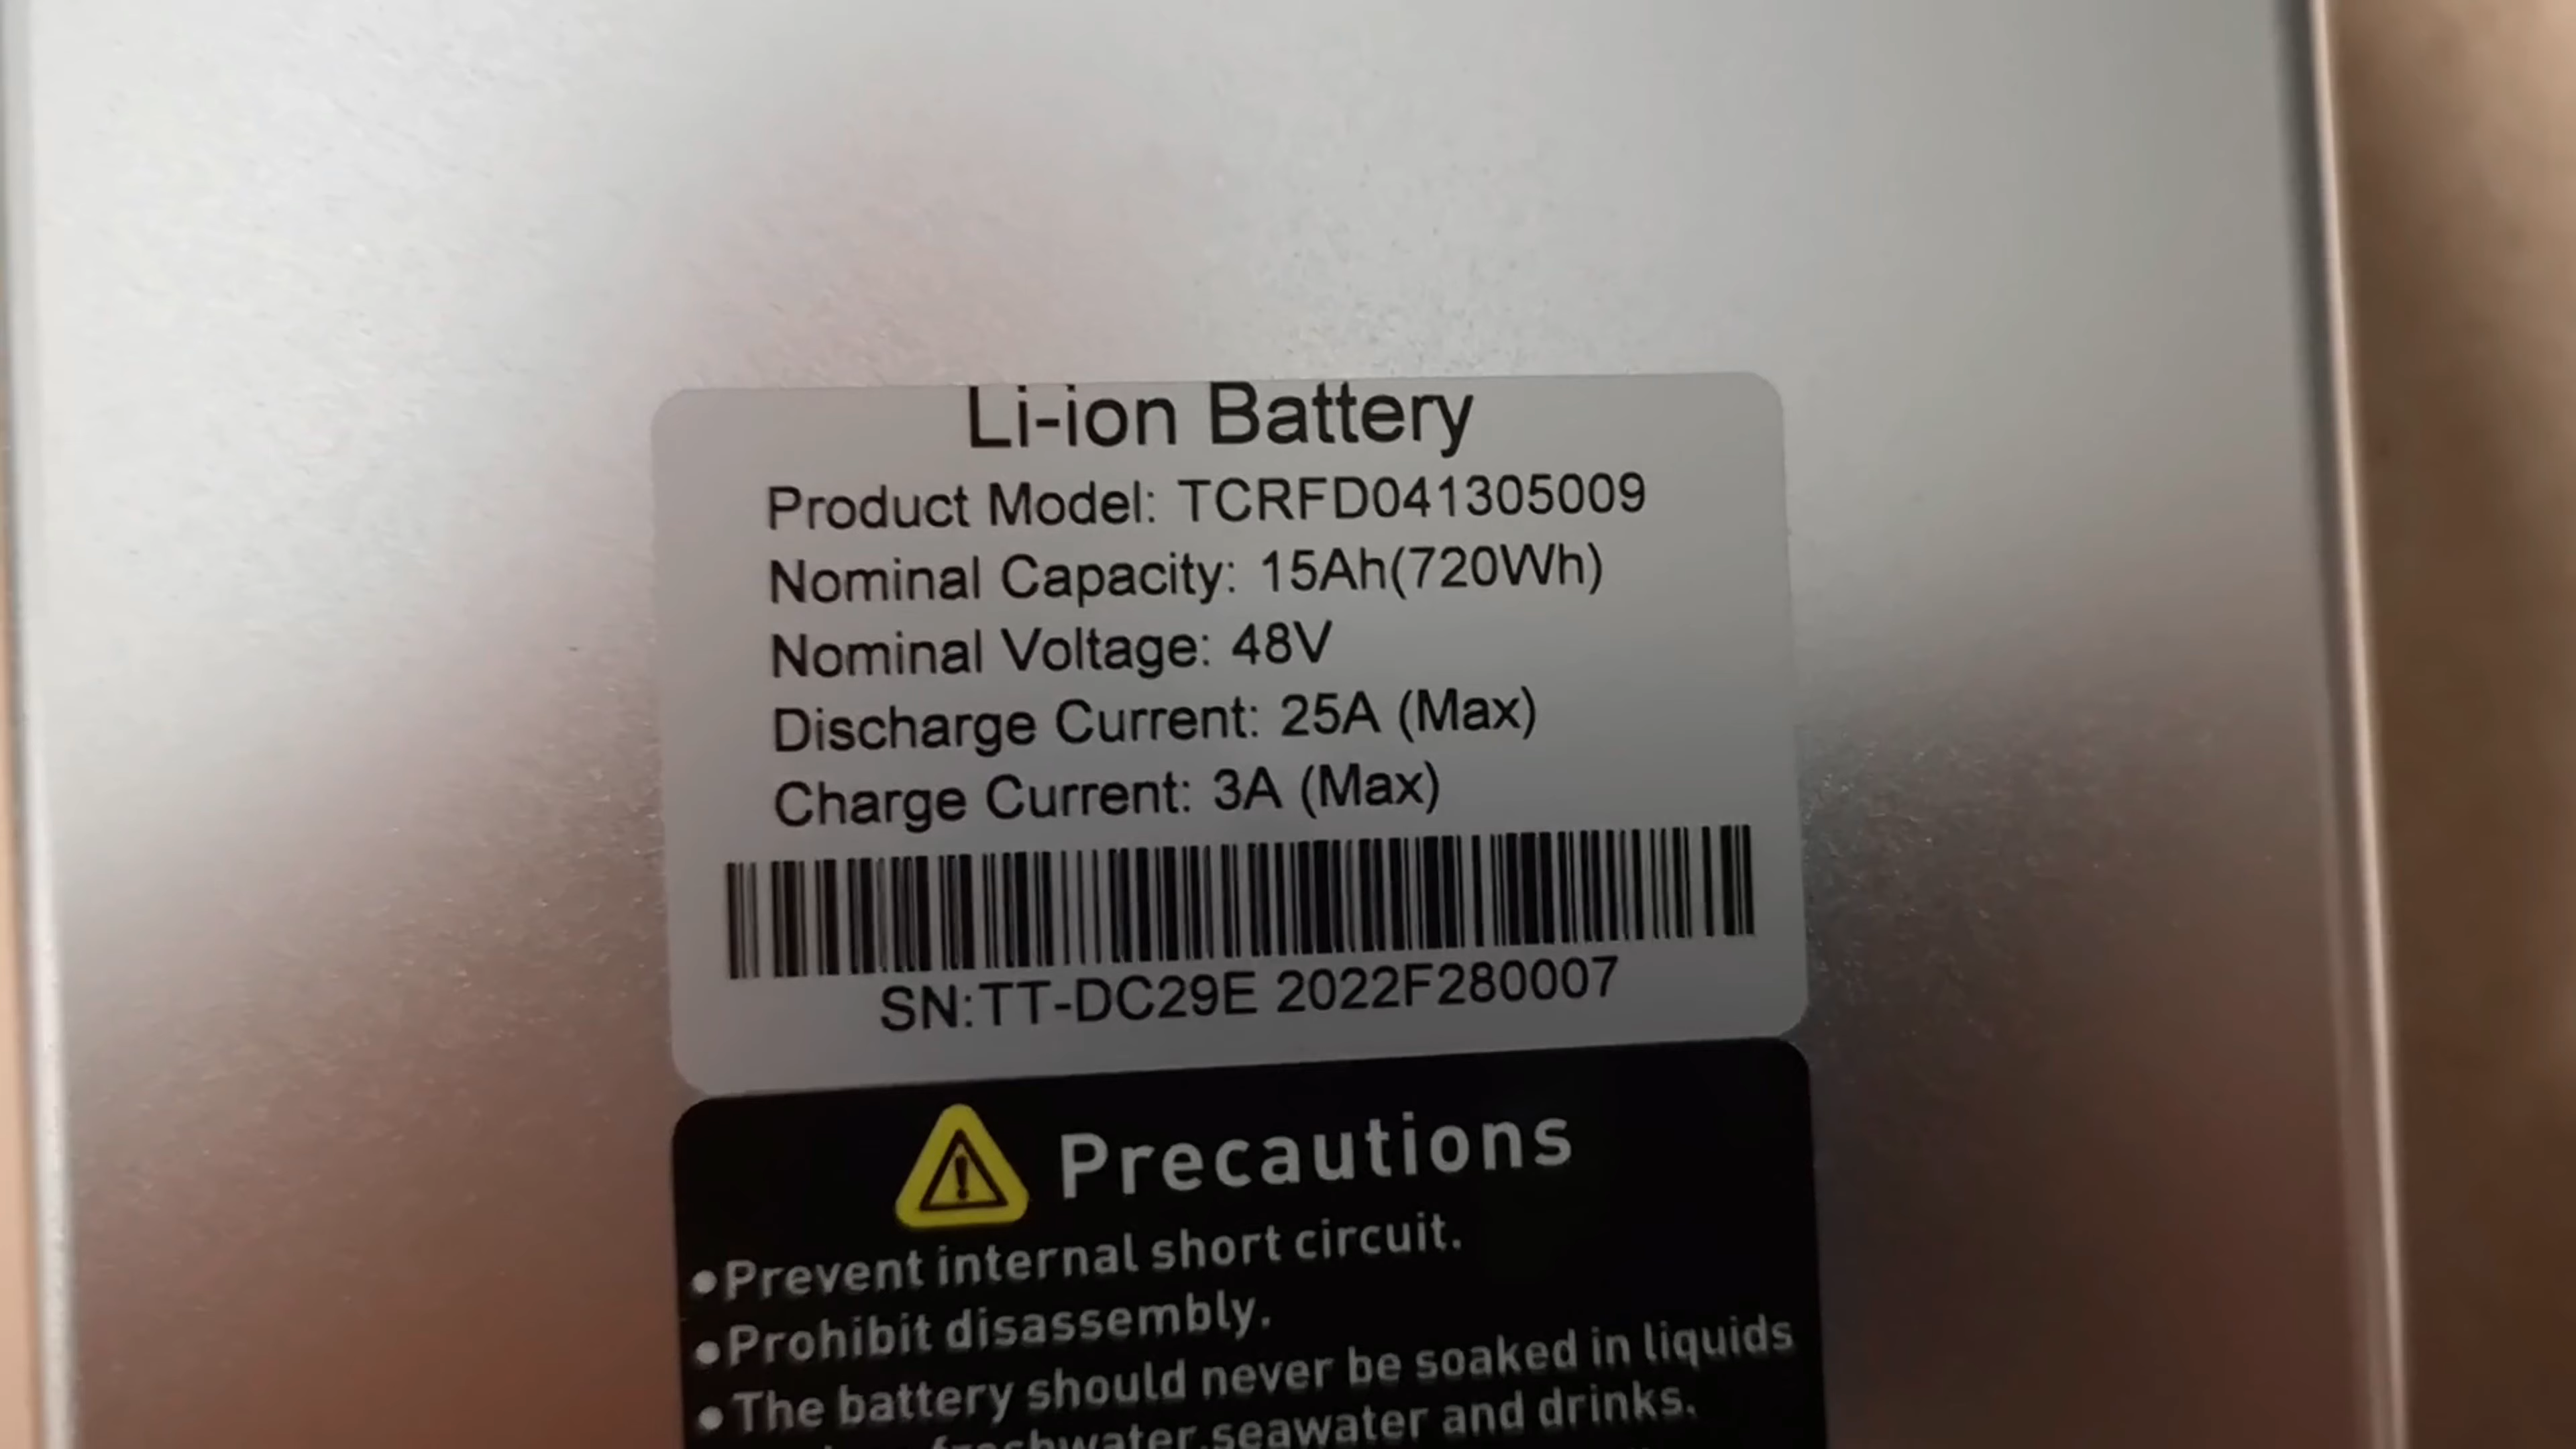 Li-ion Battery
Product Model: TCRFD041305009
Nominal Capacity: 15Ah(720Wh)
Nominal Voltage: 48V
Discharge Current: 25A (Max)
Charge Current: 3A (Max)
SN:TT-DC29E 2022F280007
Precautions
•Prevent internal short circuit.
•Prohibit disassembly.
•The battery should never be soaked in liquids
freshwater,seawater and drinks.